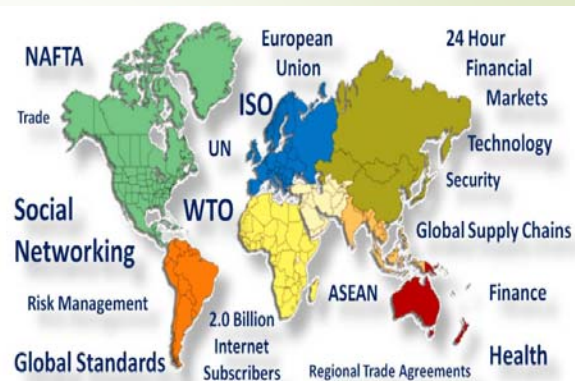 NAFTA
European
Union
24 Hour
Financial
Markets
Trade
ISO
UN
Technology
Security
Social
Networking
WTO
Global Supply Chains
Risk Management
ASEAN
Finance
2.0 Billion
Internet
Subscribers
Global Standards
Regional Trade Agreements
Health